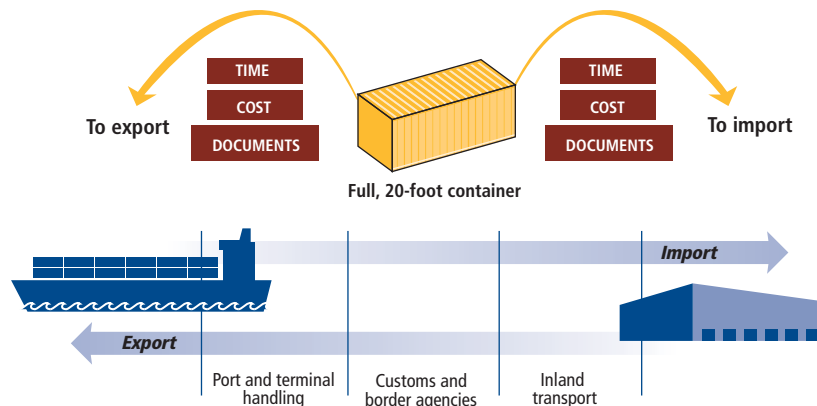 TIME
TIME
COST
COST
To export
To import
DOCUMENTS
DOCUMENTS
Full, 20-foot container
Import
Export
Port and terminal
handling
Customs and
border agencies
Inland
transport